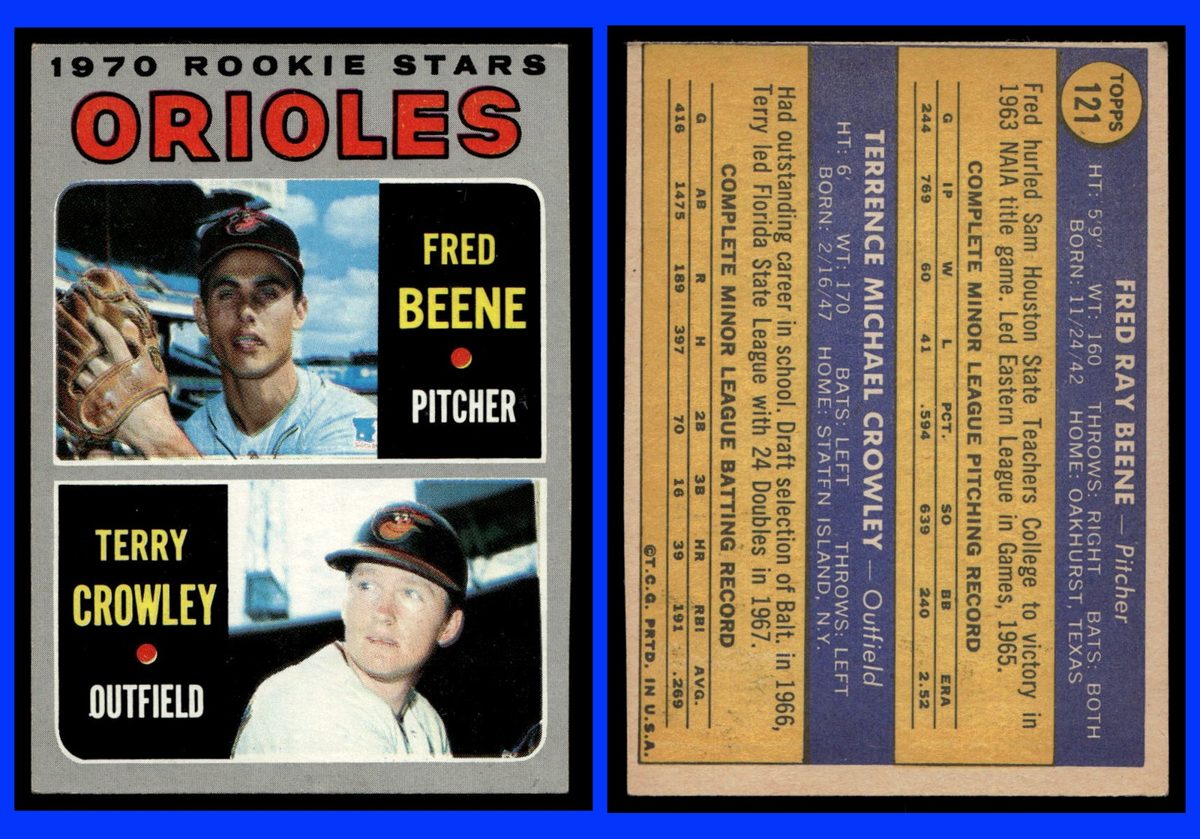 1970 ROOKIE STARS
ORIOLES
FRED
BEENE
PITCHER
TERRY
CROWLEY
OUTFIELD
TOPPS
121
FRED RAY BEENE — Pitcher
HT: 5'9" WT: 160 THROWS: RIGHT BATS: BOTH
BORN: 11/24/42 HOME: OAKHURST, TEXAS
Fred hurled Sam Houston State Teachers College to victory in
1963 NAIA title game. Led Eastern League in Games, 1965.
COMPLETE MINOR LEAGUE PITCHING RECORD
G IP W L PCT. SO BB ERA
244 769 60 41 .594 639 240 2.52
TERRENCE MICHAEL CROWLEY — Outfield
HT: 6' WT: 170 BATS: LEFT THROWS: LEFT
BORN: 2/16/47 HOME: STATEN ISLAND, N.Y.
Had outstanding career in school. Draft selection of Balt. in 1966,
Terry led Florida State League with 24 Doubles in 1967.
COMPLETE MINOR LEAGUE BATTING RECORD
G AB R H 2B 3B HR RBI AVG.
416 1475 189 397 70 16 39 191 .269
©T.C.G. PRTD. IN U.S.A.